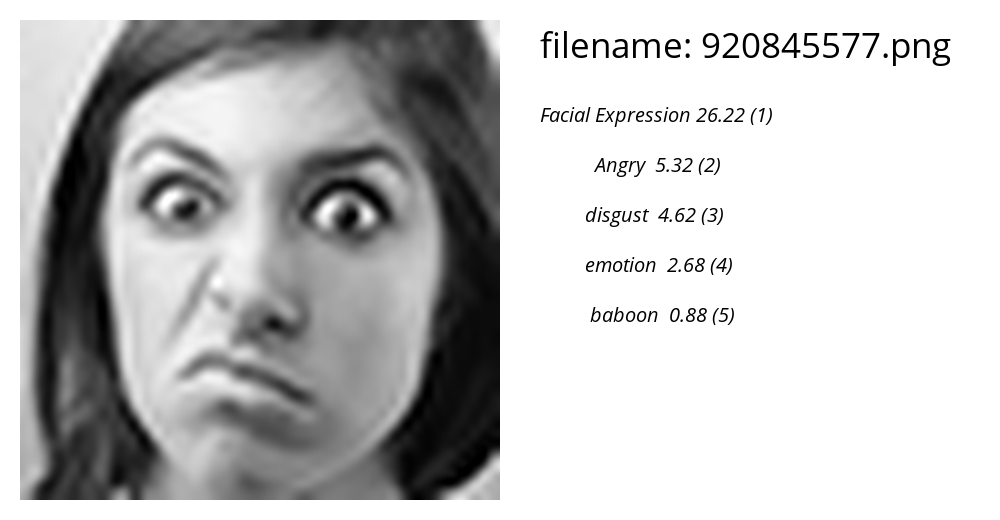 filename: 920845577.png
Facial Expression 26.22 (1)
Angry 5.32 (2)
disgust 4.62 (3)
emotion 2.68 (4)
baboon 0.88 (5)